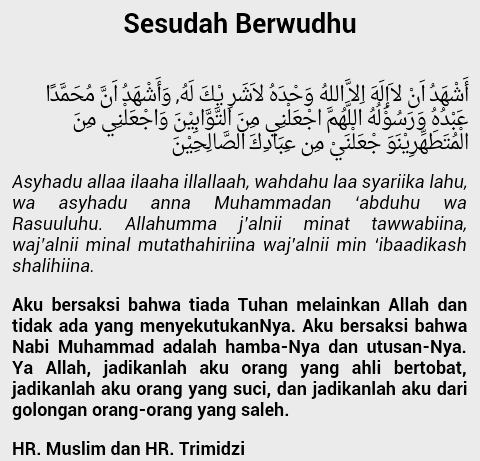 Sesudah Berwudhu
أَشْهَدُ اَنْ لاَإِلَهَ اِلاَّاللهُ وَحْدَهُ لاَشَرِ يْكَ لَهُ, وَأَشْهَدُ اَنَّ مُحَمَّدًا
عَبْدُهُ وَرَسُوْلُهُ اللَّهُمَّ اجْعَلْنِي مِنَ التَّوَّابِيْنَ وَاجْعَلْنِي مِنَ
الْمُتَطَهَّرِيْنَوَ جْعَلْنَيْ مِن عِبَادِكَ الصَّالِحِيْنَ
Asyhadu allaa ilaaha illallaah, wahdahu laa syariika lahu,
wa asyhadu anna Muhammadan ‘abduhu wa
Rasuuluhu. Allahumma j’alnii minat tawwabiina,
waj’alnii minal mutathahiriina waj’alnii min ‘ibaadikash
shalihiina.
Aku bersaksi bahwa tiada Tuhan melainkan Allah dan
tidak ada yang menyekutukanNya. Aku bersaksi bahwa
Nabi Muhammad adalah hamba-Nya dan utusan-Nya.
Ya Allah, jadikanlah aku orang yang ahli bertobat,
jadikanlah aku orang yang suci, dan jadikanlah aku dari
golongan orang-orang yang saleh.
HR. Muslim dan HR. Trimidzi